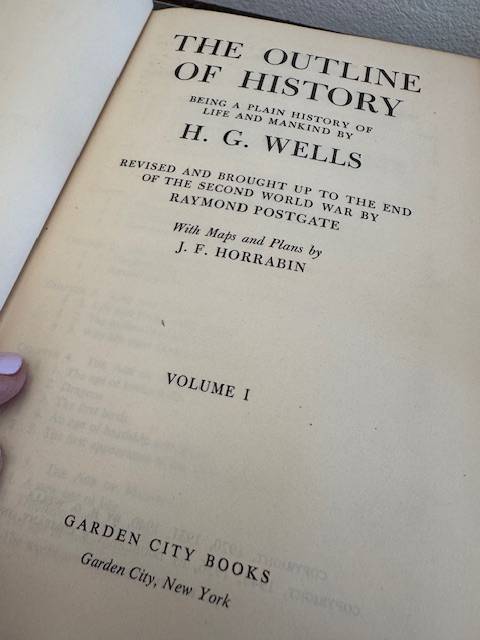 THE OUTLINE
OF HISTORY
BEING A PLAIN HISTORY OF
LIFE AND MANKIND BY
H. G. WELLS
REVISED AND BROUGHT UP TO THE END
OF THE SECOND WORLD WAR BY
RAYMOND POSTGATE
With Maps and Plans by
J. F. HORRABIN
VOLUME I
GARDEN CITY BOOKS
Garden City, New York